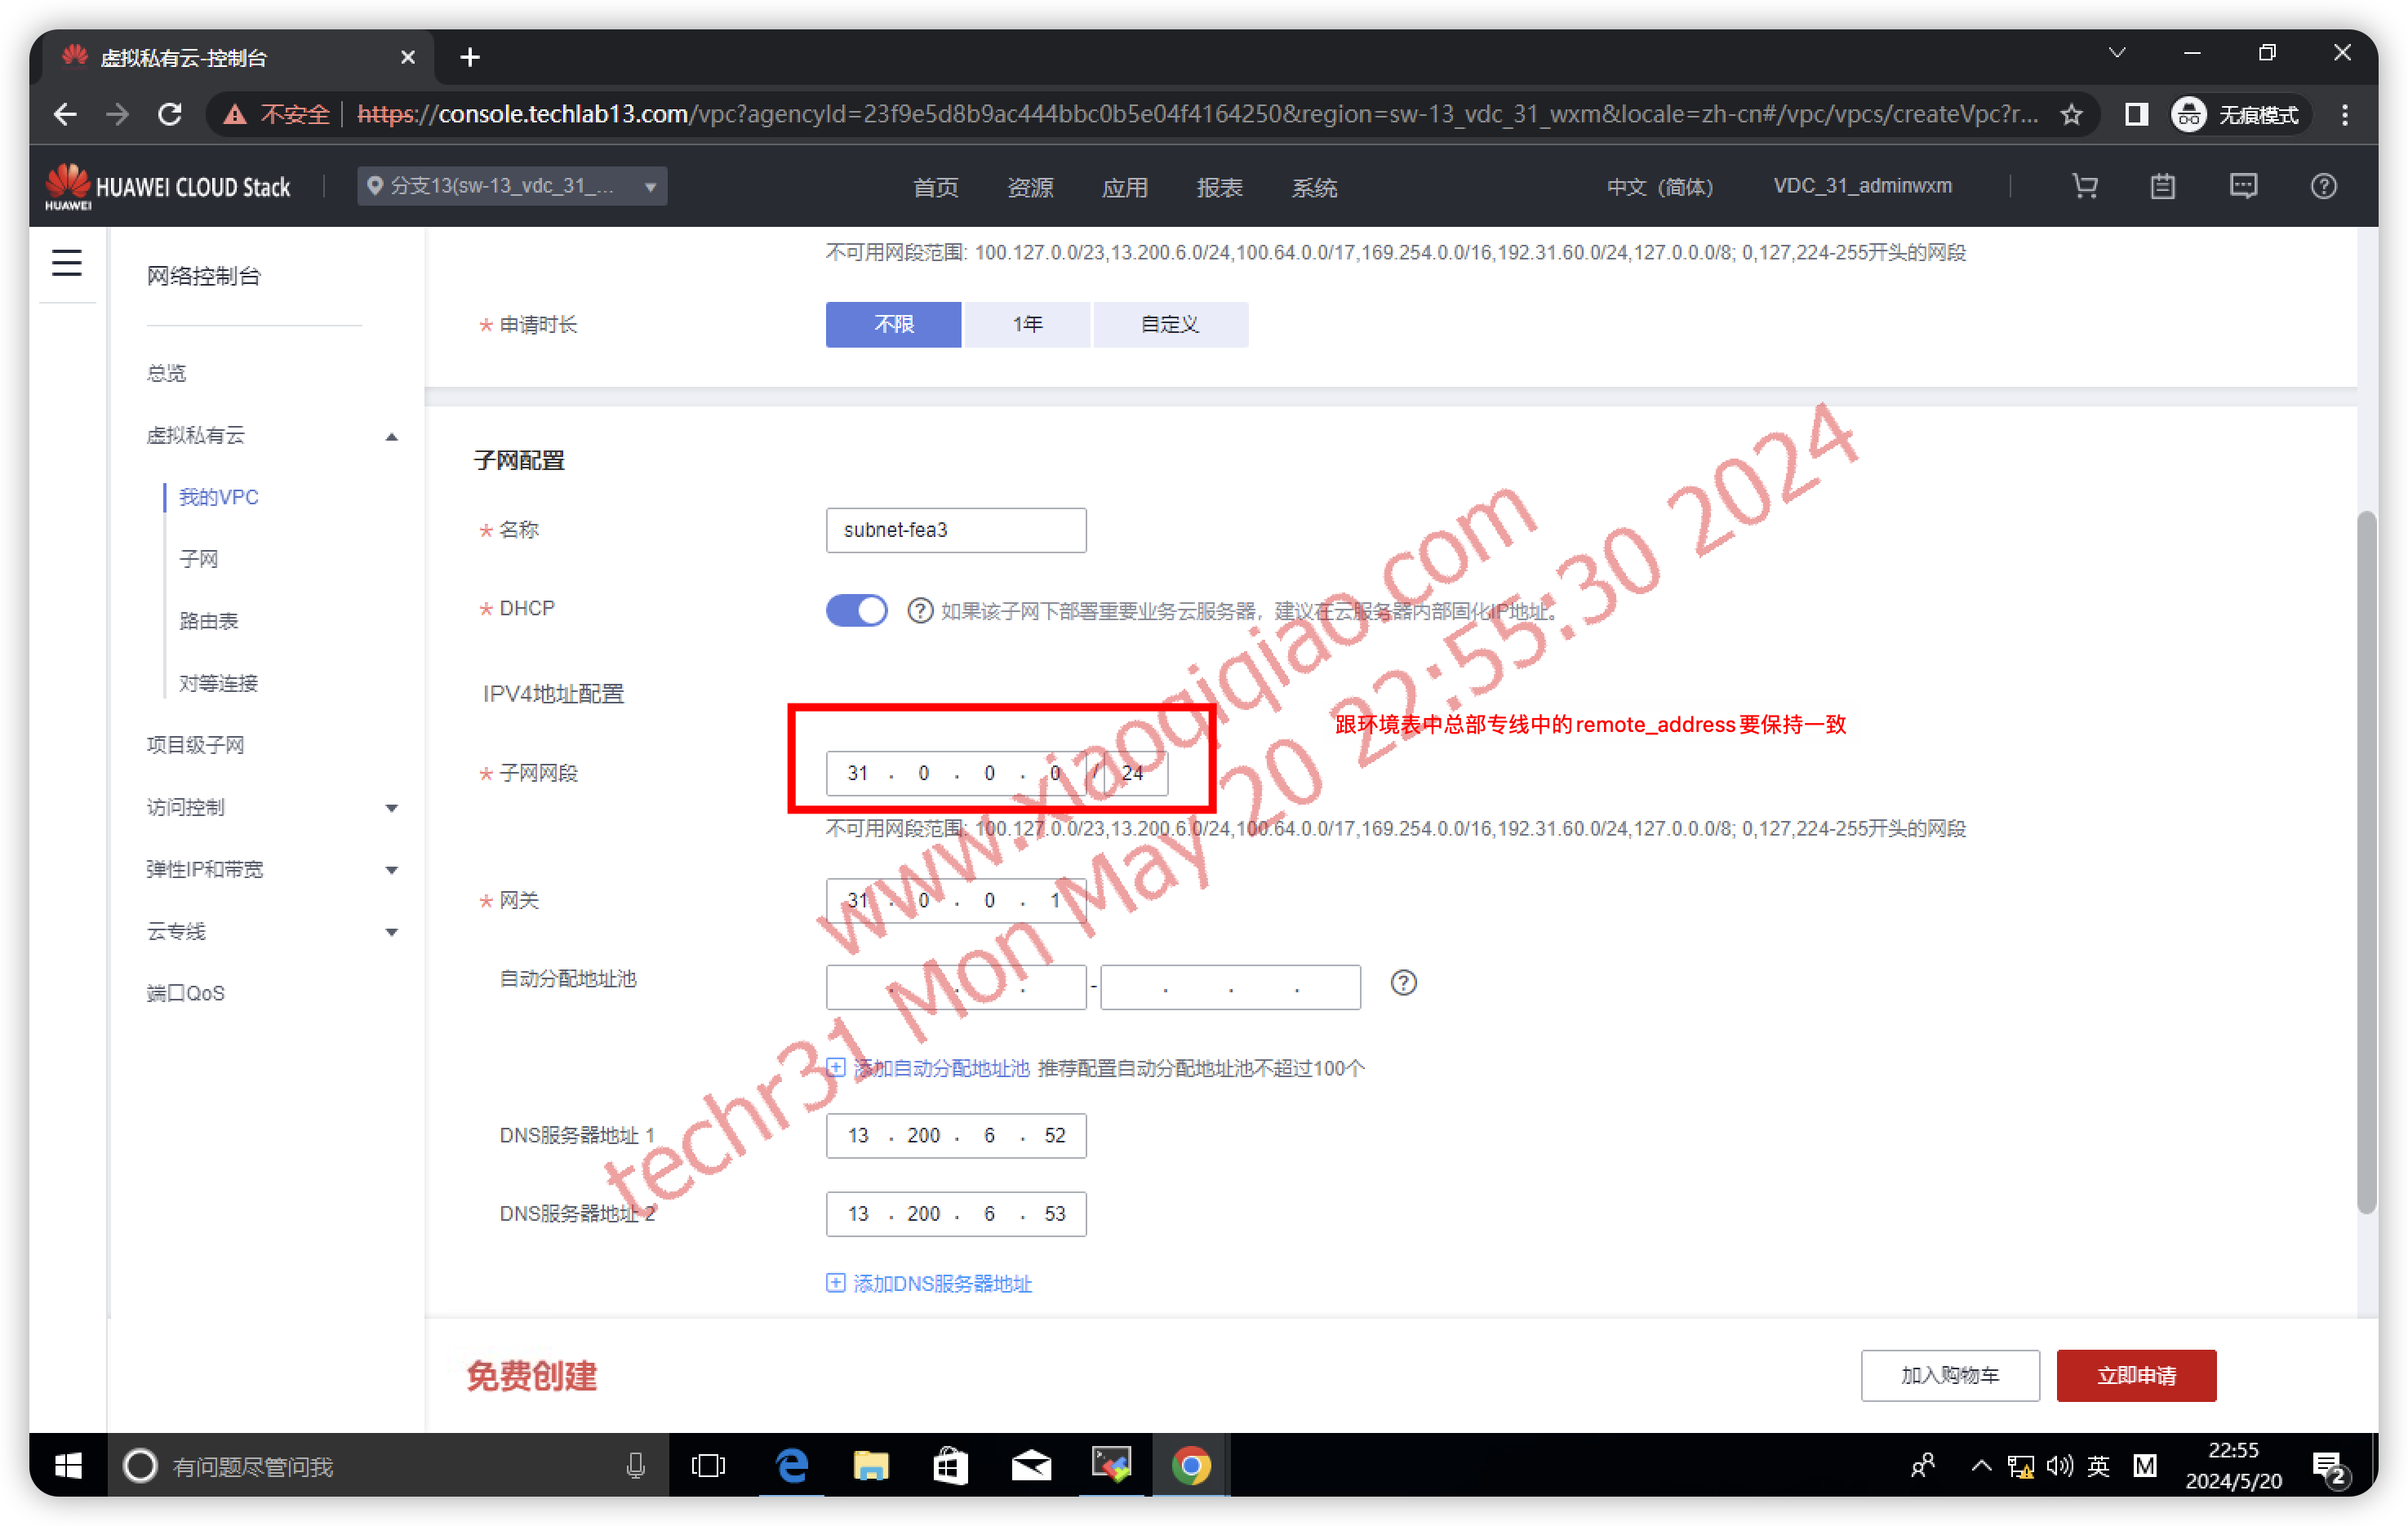 虚拟私有云-控制台
不安全 https://console.techlab13.com/vpc?agencyId=23f9e5d8b9ac444bbc0b5e04f4164250&region=sw-13_vdc_31_wxm&locale=zh-cn#/vpc/vpcs/createVpc?r... 无痕模式
HUAWEI HUAWEI CLOUD Stack 分支13(sw-13_vdc_31_... 首页 资源 应用 报表 系统 中文（简体） VDC_31_adminwxm
网络控制台
总览
虚拟私有云
我的VPC
子网
路由表
对等连接
项目级子网
访问控制
弹性IP和带宽
云专线
端口QoS
不可用网段范围: 100.127.0.0/23,13.200.6.0/24,100.64.0.0/17,169.254.0.0/16,192.31.60.0/24,127.0.0.0/8; 0,127,224-255开头的网段
* 申请时长 不限 1年 自定义
子网配置
* 名称 subnet-fea3
* DHCP 如果该子网下部署重要业务云服务器，建议在云服务器内部固化IP地址。
IPV4地址配置
跟环境表中总部专线中的remote_address要保持一致
* 子网网段 31 . 0 . 0 . 0 / 24
不可用网段范围: 100.127.0.0/23,13.200.6.0/24,100.64.0.0/17,169.254.0.0/16,192.31.60.0/24,127.0.0.0/8; 0,127,224-255开头的网段
* 网关 31 . 0 . 0 . 1
自动分配地址池 . . . - . . .
添加自动分配地址池 推荐配置自动分配地址池不超过100个
DNS服务器地址 1 13 . 200 . 6 . 52
DNS服务器地址 2 13 . 200 . 6 . 53
添加DNS服务器地址
免费创建 加入购物车 立即申请
www.xiaoqiqiao.com
techr31 Mon May 20 22:55:30 2024
有问题尽管问我 英 M 22:55
2024/5/20 2